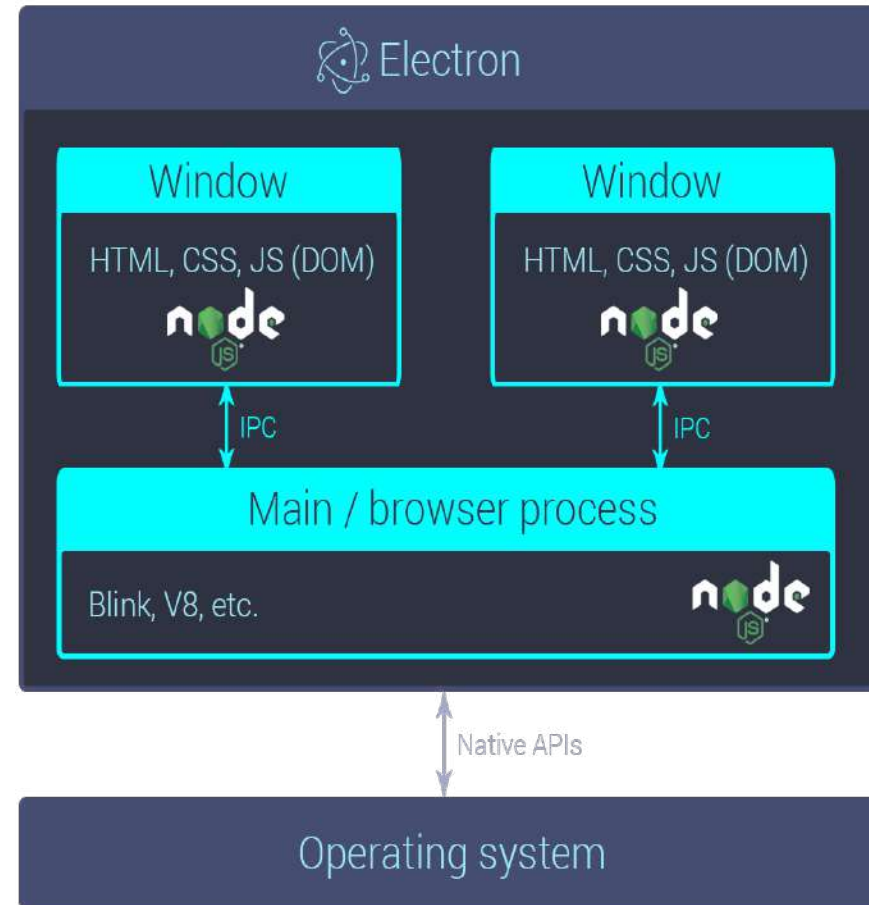 Electron
Window
Window
HTML, CSS, JS (DOM)
HTML, CSS, JS (DOM)
node
JS
node
JS
IPC
IPC
Main / browser process
Blink, V8, etc.
node
JS
Native APIs
Operating system